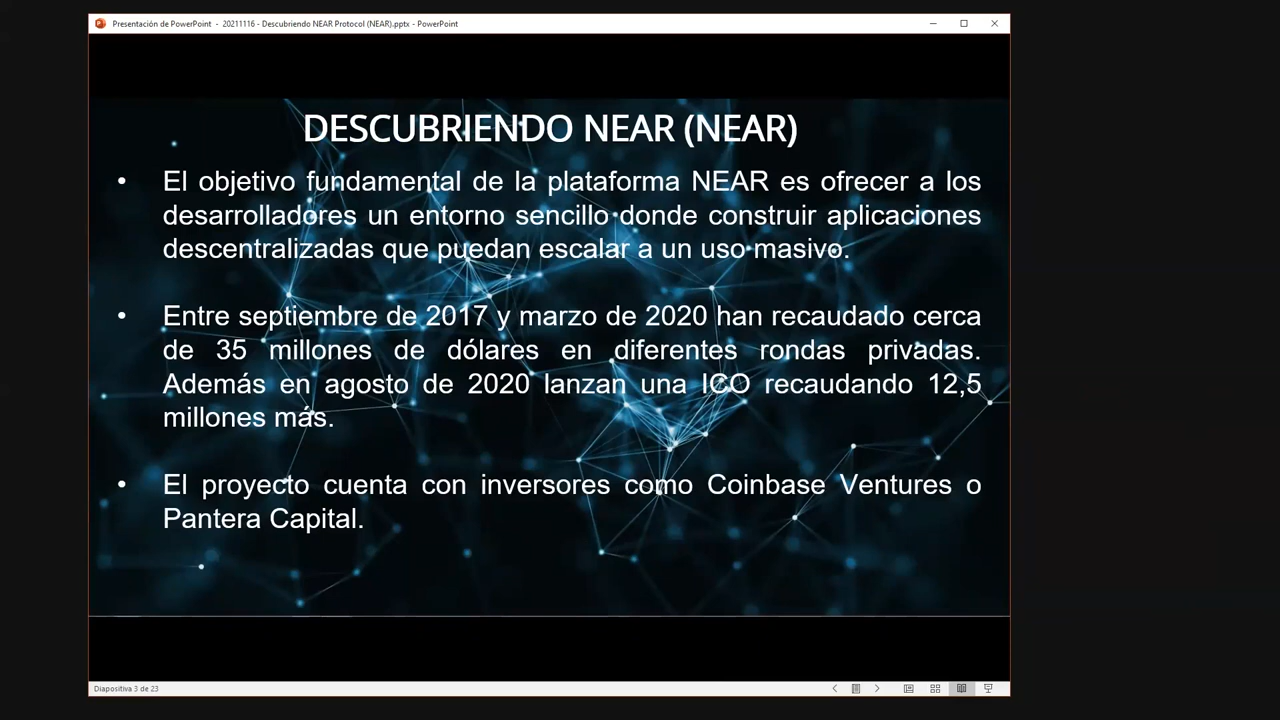 Presentación de PowerPoint - 20211116 - Descubriendo NEAR Protocol (NEAR).pptx - PowerPoint
DESCUBRIENDO NEAR (NEAR)
• El objetivo fundamental de la plataforma NEAR es ofrecer a los
desarrolladores un entorno sencillo donde construir aplicaciones
descentralizadas que puedan escalar a un uso masivo.
• Entre septiembre de 2017 y marzo de 2020 han recaudado cerca
de 35 millones de dólares en diferentes rondas privadas.
Además en agosto de 2020 lanzan una ICO recaudando 12,5
millones más.
• El proyecto cuenta con inversores como Coinbase Ventures o
Pantera Capital.
Diapositiva 3 de 23